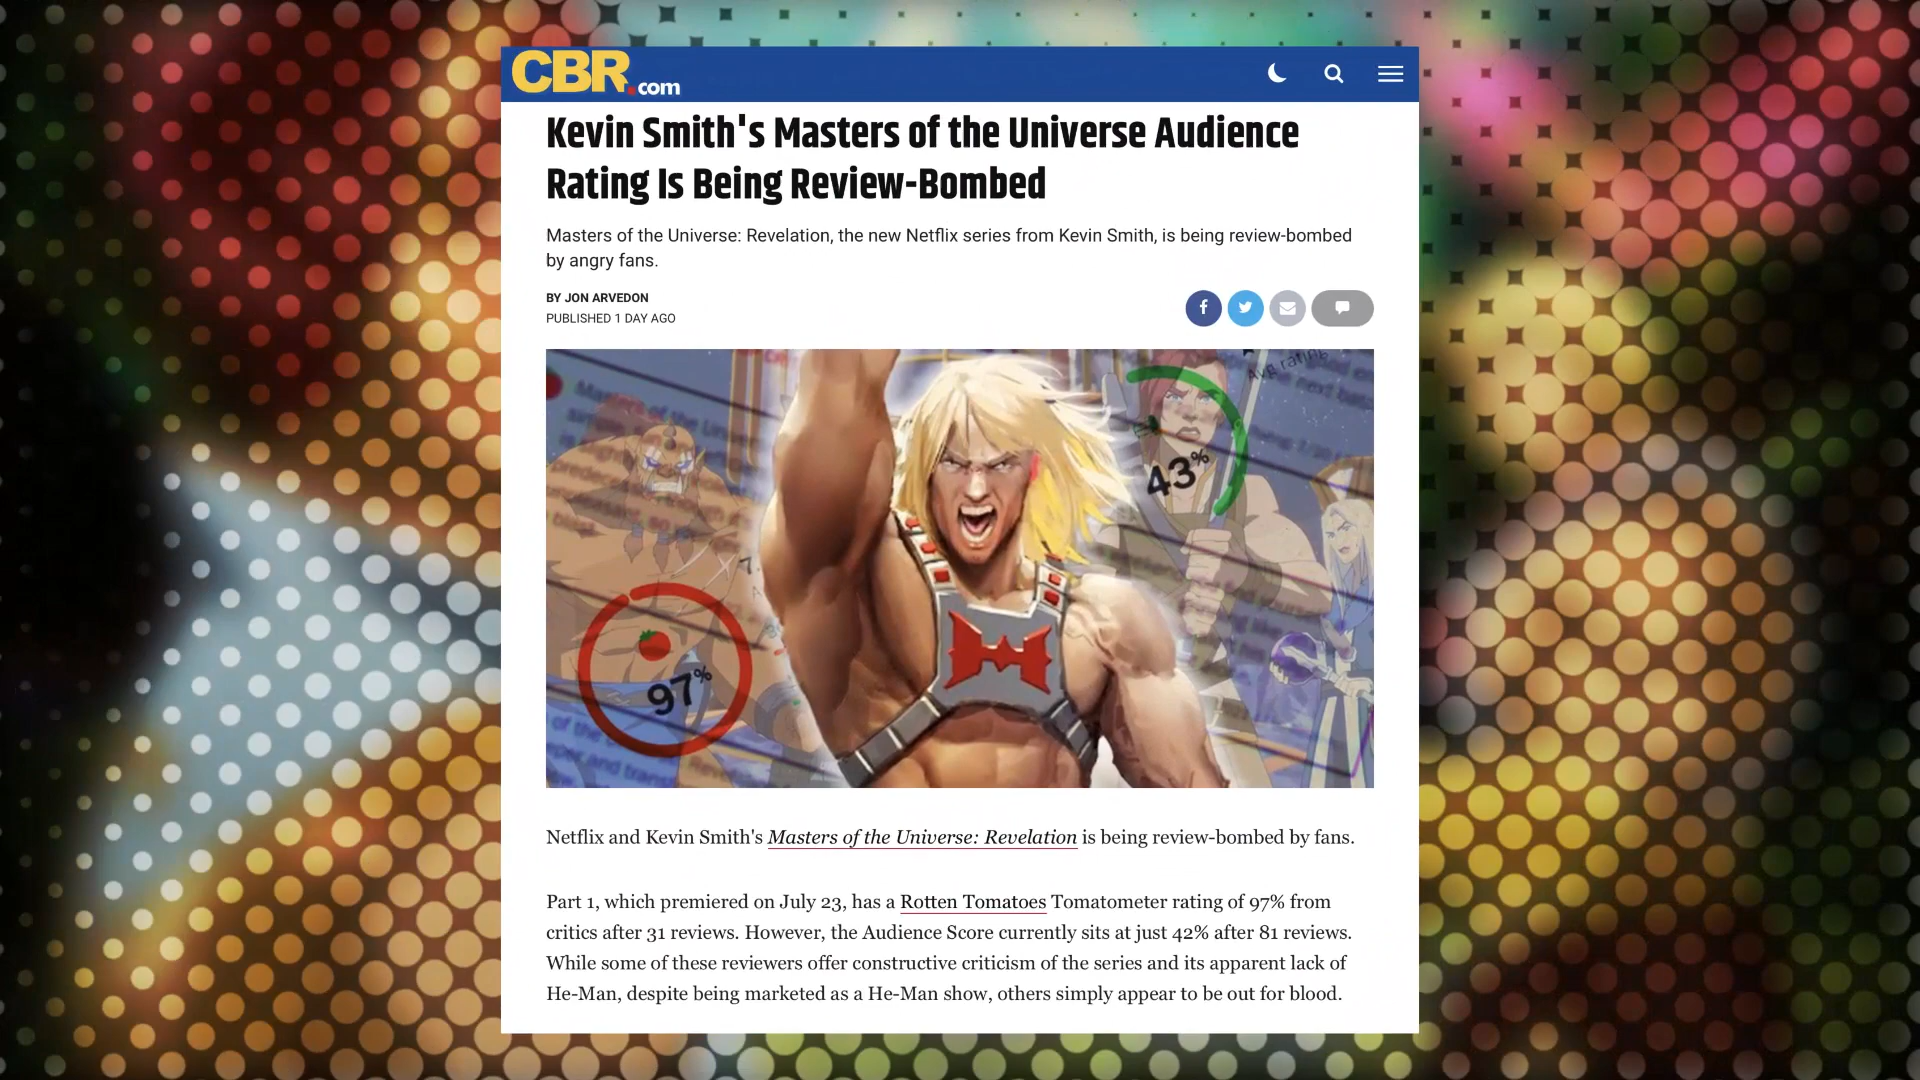 CBR.com
Kevin Smith's Masters of the Universe Audience
Rating Is Being Review-Bombed
Masters of the Universe: Revelation, the new Netflix series from Kevin Smith, is being review-bombed
by angry fans.
BY JON ARVEDON
PUBLISHED 1 DAY AGO
Avg rating
43%
97%
Netflix and Kevin Smith's Masters of the Universe: Revelation is being review-bombed by fans.
Part 1, which premiered on July 23, has a Rotten Tomatoes Tomatometer rating of 97% from
critics after 31 reviews. However, the Audience Score currently sits at just 42% after 81 reviews.
While some of these reviewers offer constructive criticism of the series and its apparent lack of
He-Man, despite being marketed as a He-Man show, others simply appear to be out for blood.